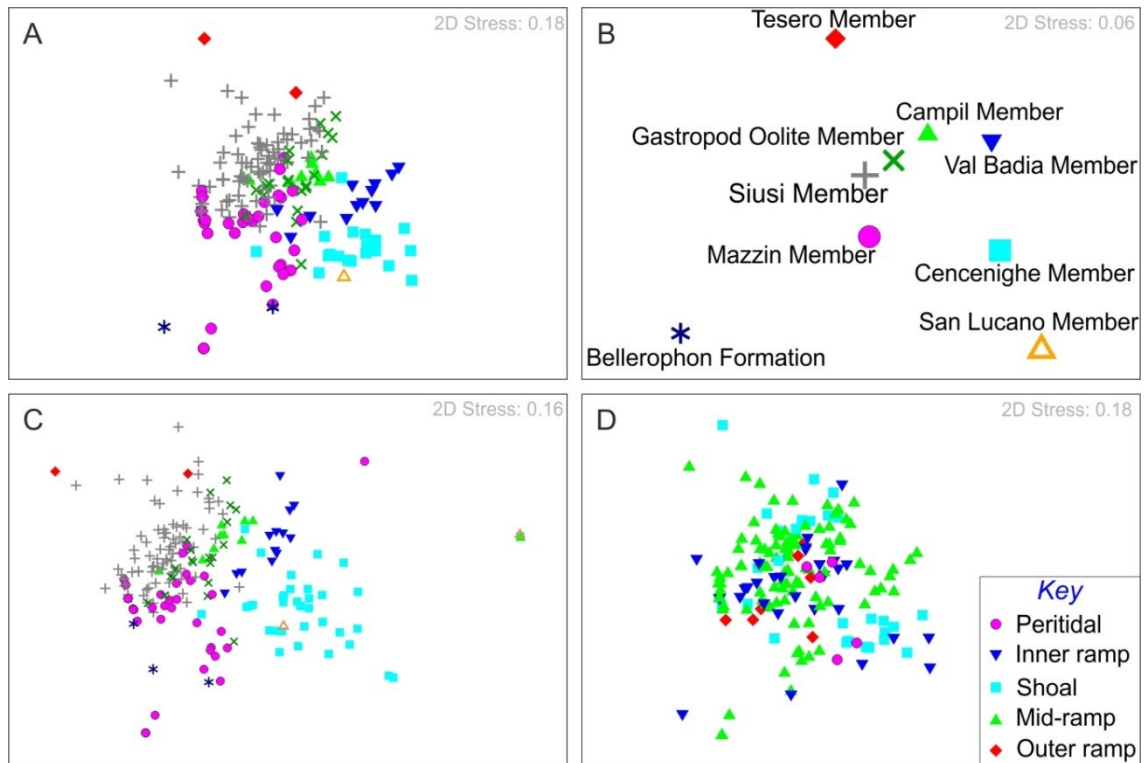 A
2D Stress: 0.18
B
2D Stress: 0.06
Tesero Member
Campil Member
Gastropod Oolite Member
Val Badia Member
Siusi Member
Mazzin Member
Cencenighe Member
San Lucano Member
Bellerophon Formation
C
2D Stress: 0.16
D
2D Stress: 0.18
Key
Peritidal
Inner ramp
Shoal
Mid-ramp
Outer ramp